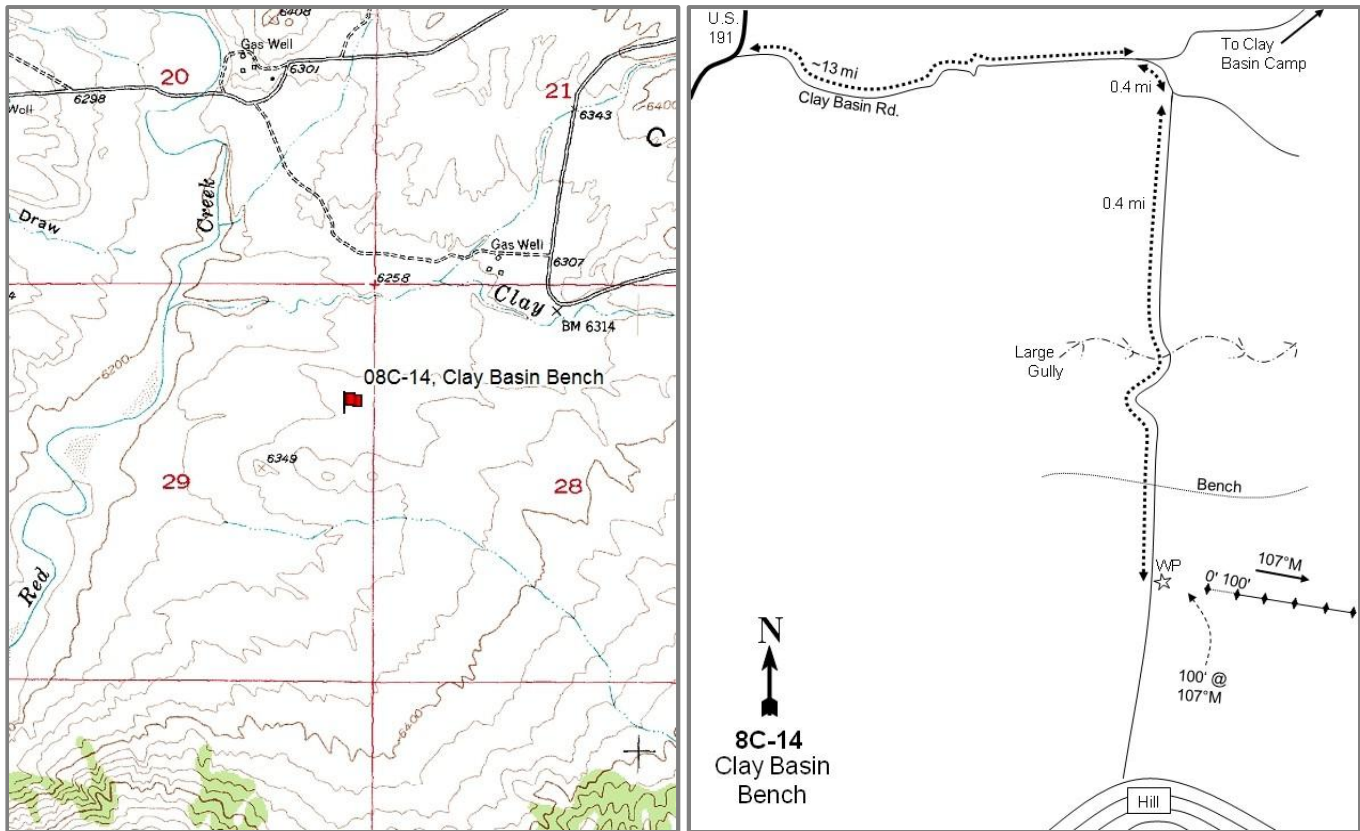 6408
Gas Well
20
6301
21
6298
Well
6343
6400
C
Creek
Draw
Gas Well
6307
6258
Clay
BM 6314
6200
08C-14, Clay Basin Bench
6349
29
28
Red
6400
U.S.
191
~13 mi
Clay Basin Rd.
To Clay
Basin Camp
0.4 mi
0.4 mi
Large
Gully
Bench
WP
0' 100'
107°M
100' @
107°M
N
8C-14
Clay Basin
Bench
Hill